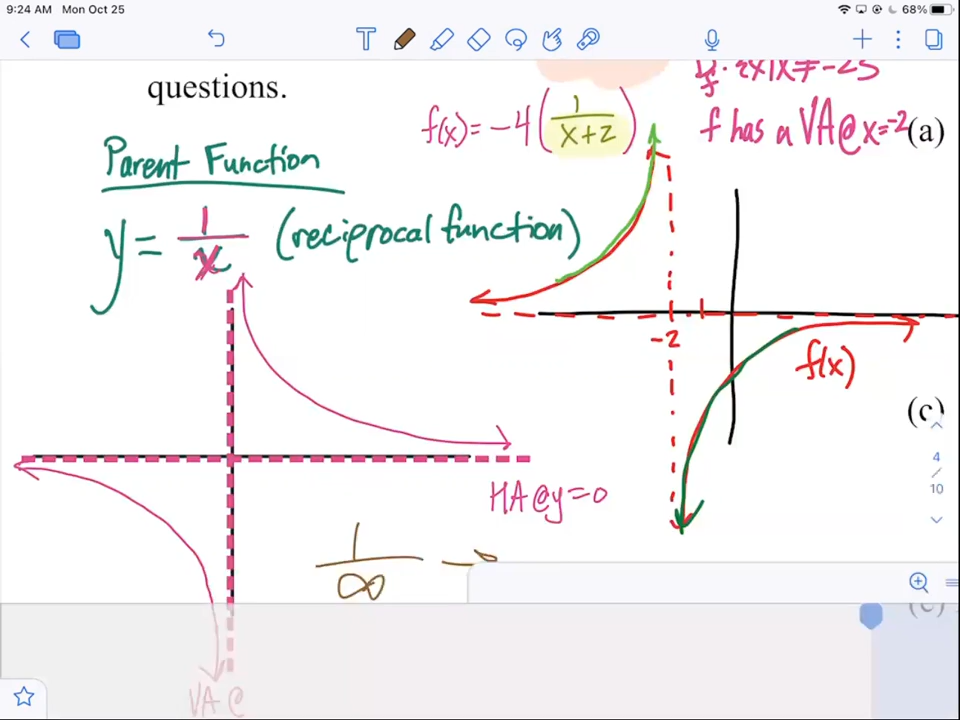 9:24 AM Mon Oct 25
68%
questions.
Parent Function
y = 1/x (reciprocal function)
HA@y=0
1/∞ →
VA @
f(x) = -4(1/x+2)
f has a VA@x=-2
(a)
-2
f(x)
(c)
4
/
10